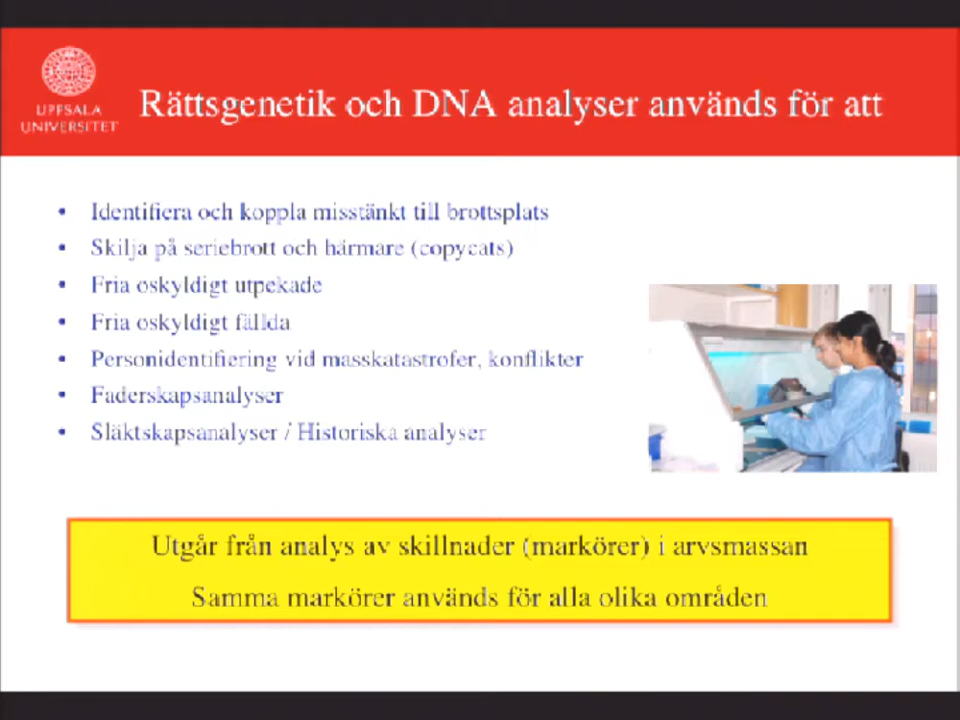 UPPSALA
UNIVERSITET
Rättsgenetik och DNA analyser används för att
• Identifiera och koppla misstänkt till brottsplats
• Skilja på seriebrott och härmare (copycats)
• Fria oskyldigt utpekade
• Fria oskyldigt fällda
• Personidentifiering vid masskatastrofer, konflikter
• Faderskapsanalyser
• Släktskapsanalyser / Historiska analyser
Utgår från analys av skillnader (markörer) i arvsmassan
Samma markörer används för alla olika områden